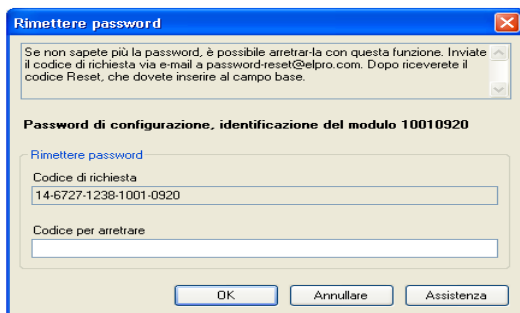 Rimettere password
Se non sapete più la password, è possibile arretrar-la con questa funzione. Inviate
il codice di richiesta via e-mail a password-reset@elpro.com. Dopo riceverete il
codice Reset, che dovete inserire al campo base.
Password di configurazione, identificazione del modulo 10010920
Rimettere password
Codice di richiesta
14-6727-1238-1001-0920
Codice per arretrare
OK
Annullare
Assistenza